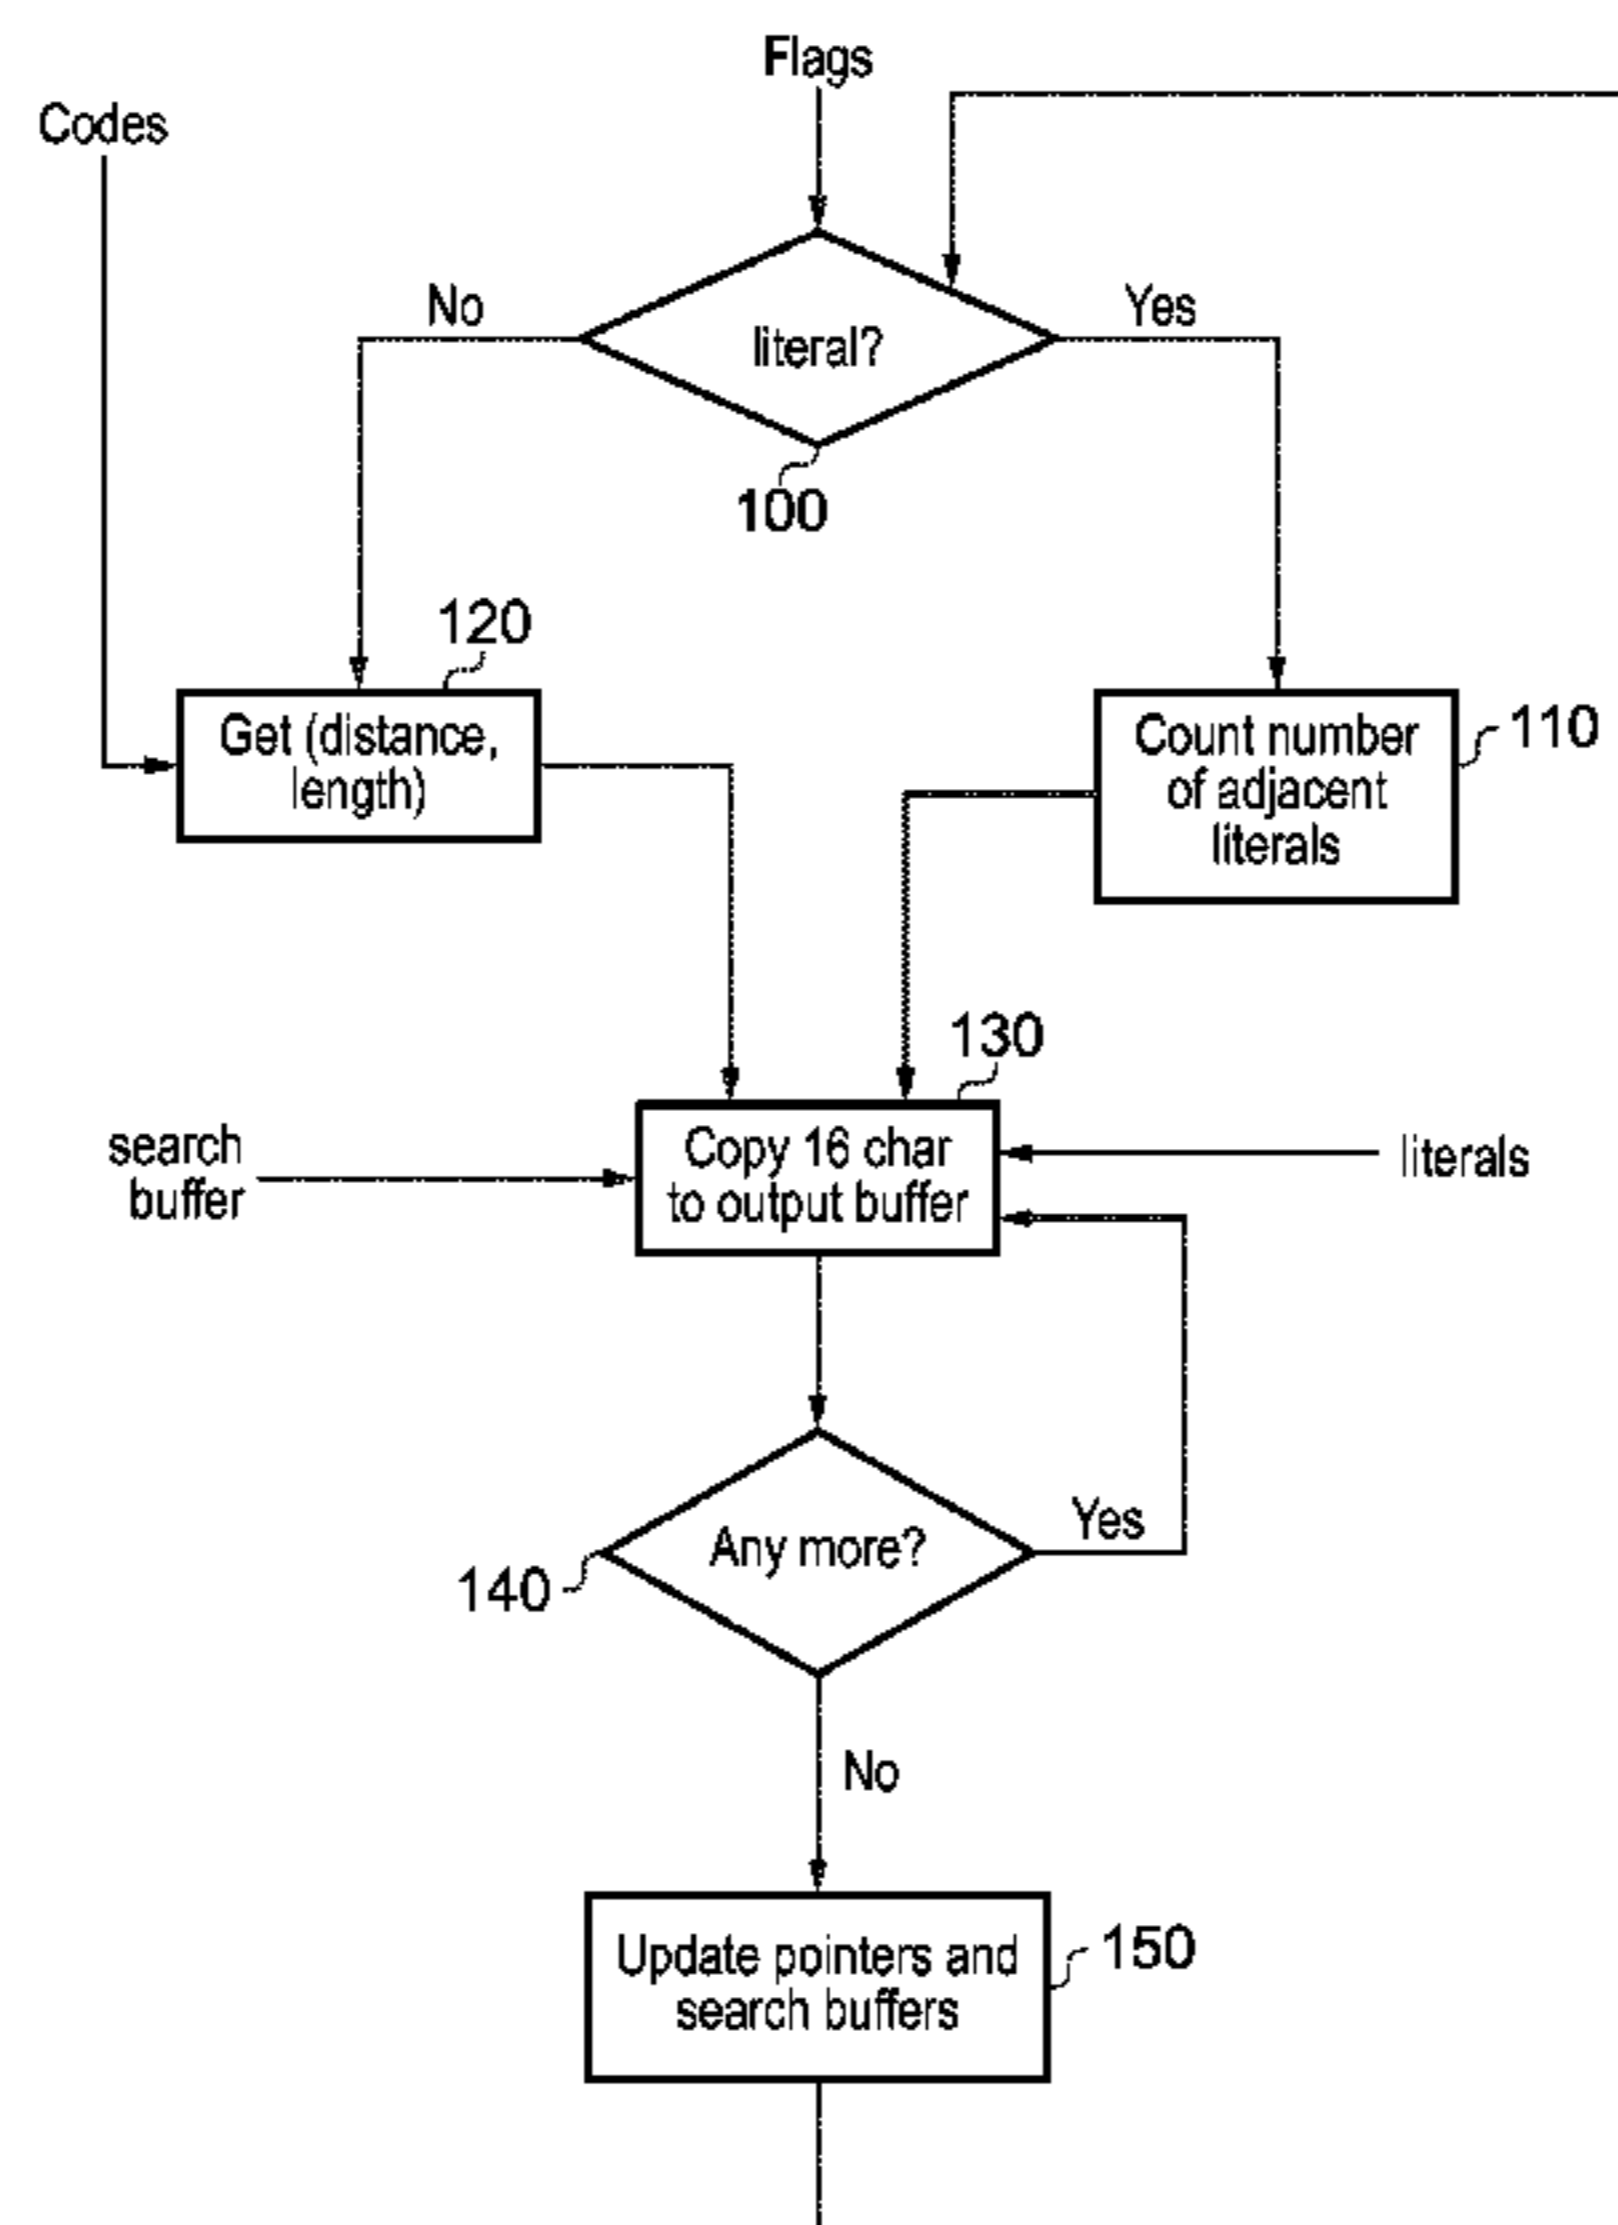 Flags
Codes
No
Yes
literal?
100
120
Get (distance,
length)
110
Count number
of adjacent
literals
130
search
buffer
Copy 16 char
to output buffer
literals
Any more?
Yes
140
No
Update pointers and
search buffers
150